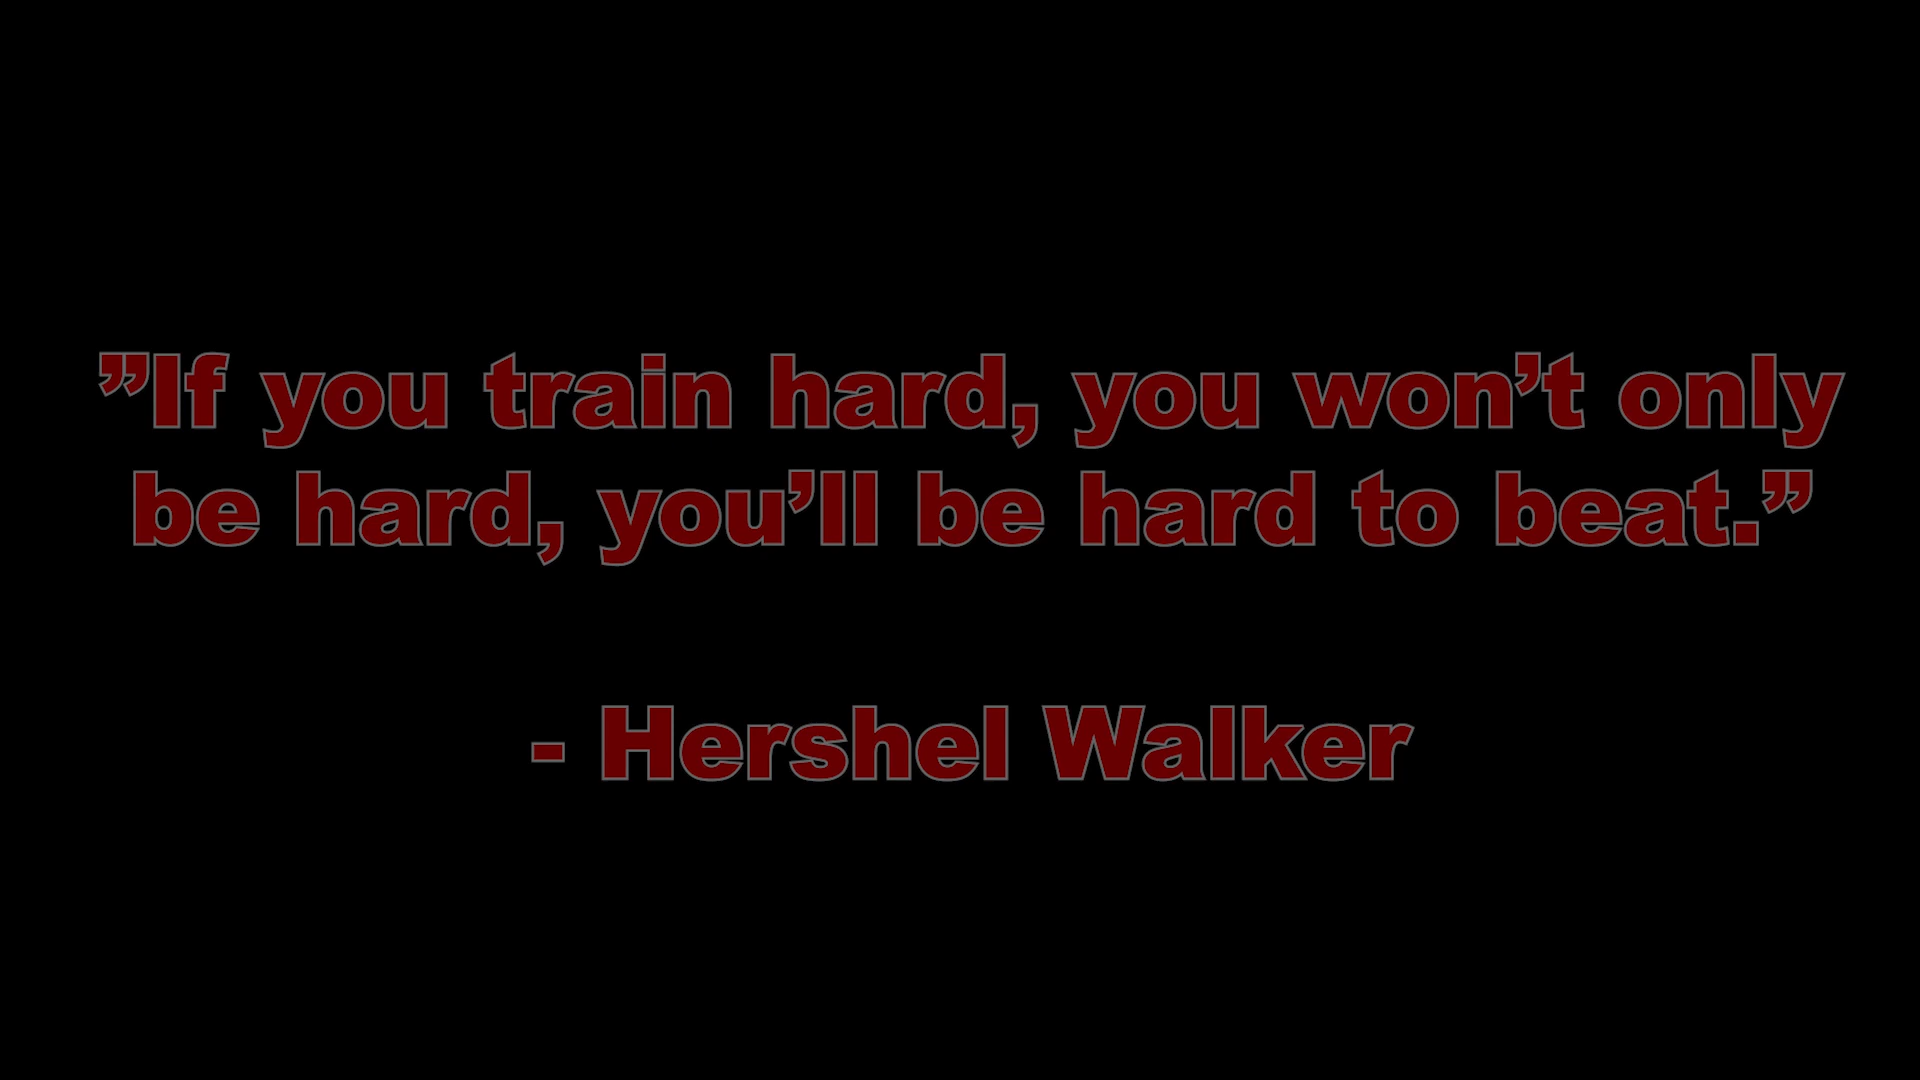 ”If you train hard, you won’t only
be hard, you’ll be hard to beat.”
- Hershel Walker